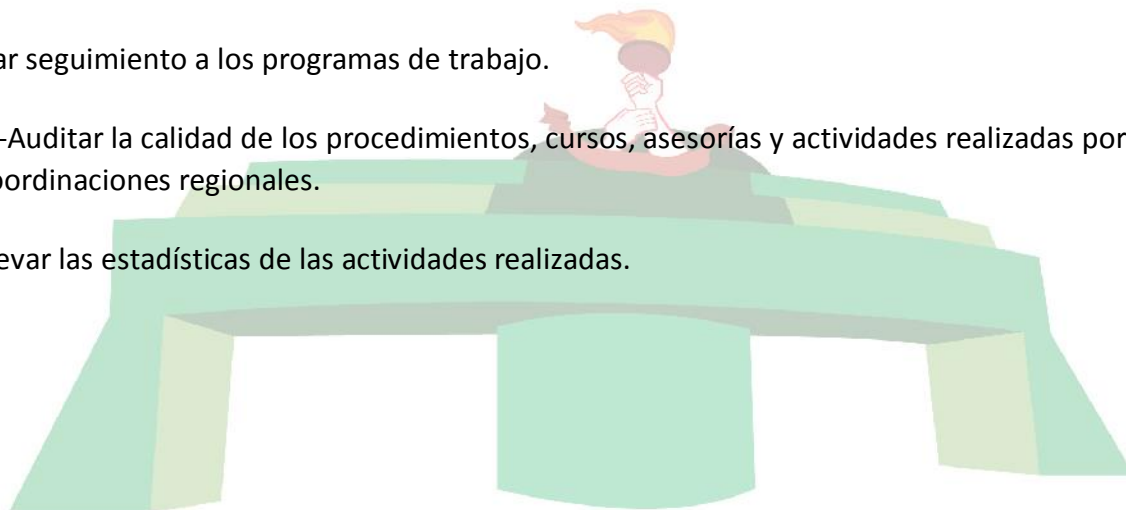 ar seguimiento a los programas de trabajo.
-Auditar la calidad de los procedimientos, cursos, asesorías y actividades realizadas por
oordinaciones regionales.
evar las estadísticas de las actividades realizadas.